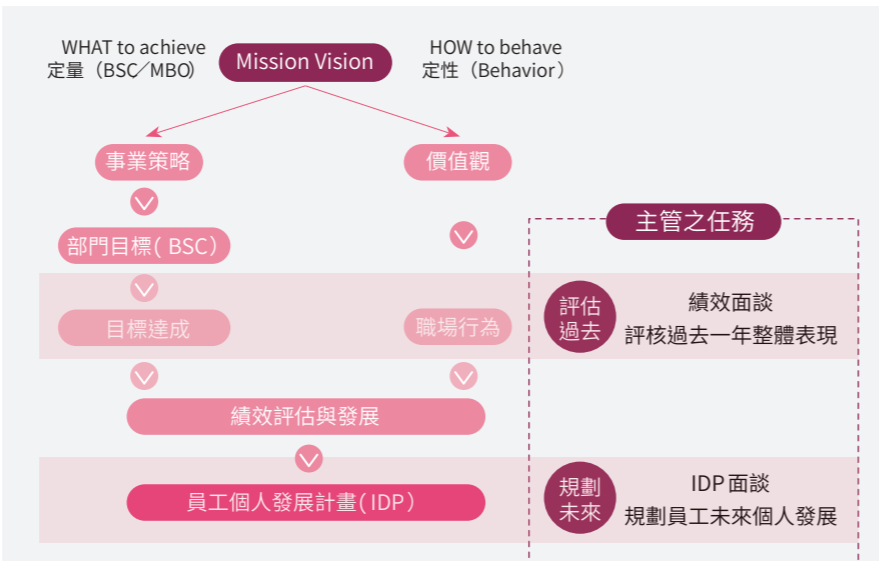 WHAT to achieve
定量（BSC／MBO）
Mission Vision
HOW to behave
定性（Behavior）
事業策略
價值觀
部門目標( BSC）
目標達成
職場行為
績效評估與發展
員工個人發展計畫( IDP）
主管之任務
評估
過去
績效面談
評核過去一年整體表現
規劃
未來
IDP 面談
規劃員工未來個人發展